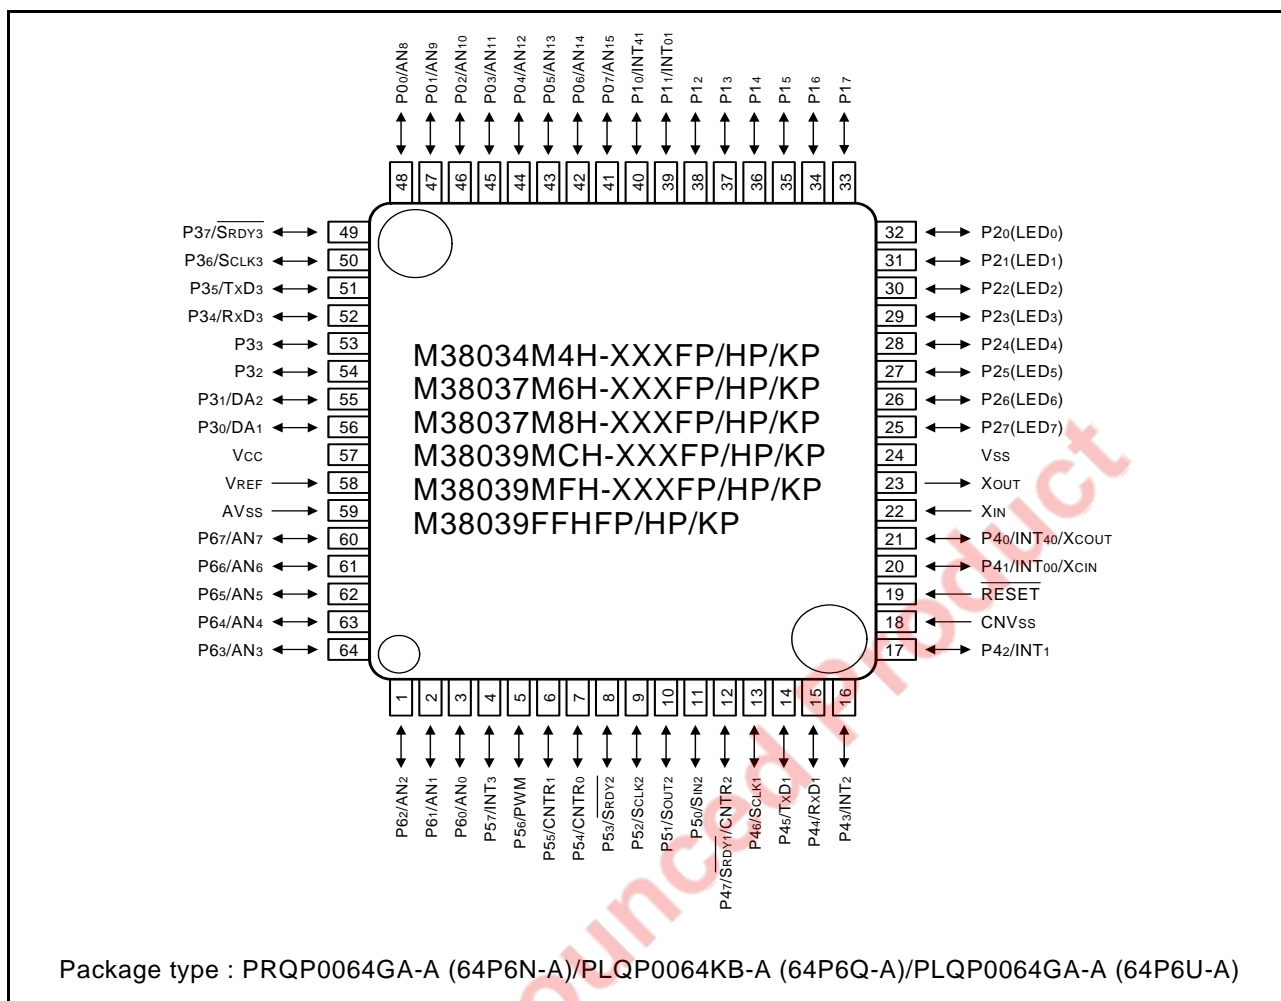 P00/AN8
P01/AN9
P02/AN10
P03/AN11
P04/AN12
P05/AN13
P06/AN14
P07/AN15
P10/INT41
P11/INT01
P12
P13
P14
P15
P16
P17
48 47 46 45 44 43 42 41 40 39 38 37 36 35 34 33
P37/SRDY3 49
P36/SCLK3 50
P35/TXD3 51
P34/RXD3 52
P33 53
P32 54
P31/DA2 55
P30/DA1 56
VCC 57
VREF 58
AVSS 59
P67/AN7 60
P66/AN6 61
P65/AN5 62
P64/AN4 63
P63/AN3 64
M38034M4H-XXXFP/HP/KP
M38037M6H-XXXFP/HP/KP
M38037M8H-XXXFP/HP/KP
M38039MCH-XXXFP/HP/KP
M38039MFH-XXXFP/HP/KP
M38039FFHFP/HP/KP
32 P20(LED0)
31 P21(LED1)
30 P22(LED2)
29 P23(LED3)
28 P24(LED4)
27 P25(LED5)
26 P26(LED6)
25 P27(LED7)
24 VSS
23 XOUT
22 XIN
21 P40/INT40/XCOUT
20 P41/INT00/XCIN
19 RESET
18 CNVSS
17 P42/INT1
1 2 3 4 5 6 7 8 9 10 11 12 13 14 15 16
P62/AN2
P61/AN1
P60/AN0
P57/INT3
P56/PWM
P55/CNTR1
P54/CNTR0
P53/SRDY2
P52/SCLK2
P51/SOUT2
P50/SIN2
P47/SRDY1/CNTR2
P46/SCLK1
P45/TXD1
P44/RXD1
P43/INT2
ounced Product
Package type : PRQP0064GA-A (64P6N-A)/PLQP0064KB-A (64P6Q-A)/PLQP0064GA-A (64P6U-A)